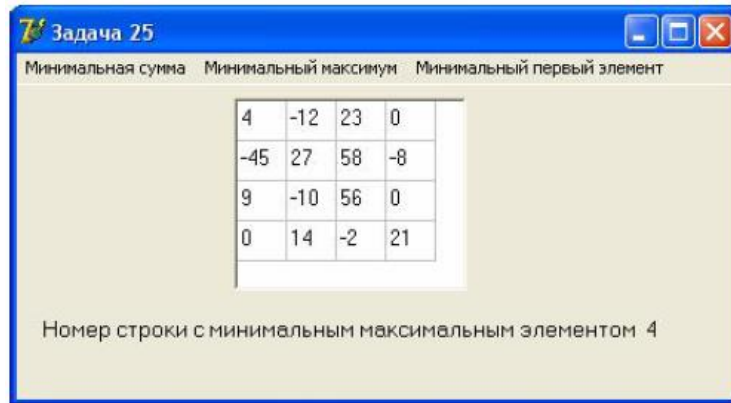 Задача 25
Минимальная сумма Минимальный максимум Минимальный первый элемент
4 -12 23 0
-45 27 58 -8
9 -10 56 0
0 14 -2 21
Номер строки с минимальным максимальным элементом 4